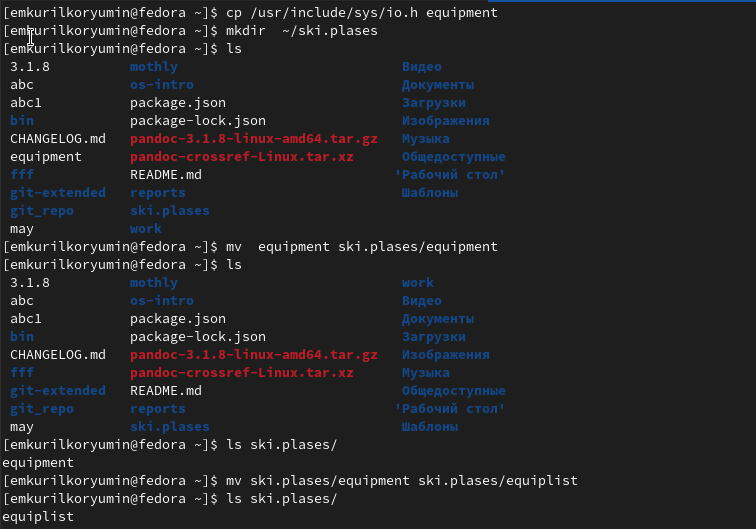 [emkurilkoryumin@fedora ~]$ cp /usr/include/sys/io.h equipment
[emkurilkoryumin@fedora ~]$ mkdir  ~/ski.plases
[emkurilkoryumin@fedora ~]$ ls
3.1.8 mothly Видео
abc os-intro Документы
abc1 package.json Загрузки
bin package-lock.json Изображения
CHANGELOG.md pandoc-3.1.8-linux-amd64.tar.gz Музыка
equipment pandoc-crossref-Linux.tar.xz Общедоступные
fff README.md 'Рабочий стол'
git-extended reports Шаблоны
git_repo ski.plases
may work
[emkurilkoryumin@fedora ~]$ mv  equipment ski.plases/equipment
[emkurilkoryumin@fedora ~]$ ls
3.1.8 mothly work
abc os-intro Видео
abc1 package.json Документы
bin package-lock.json Загрузки
CHANGELOG.md pandoc-3.1.8-linux-amd64.tar.gz Изображения
fff pandoc-crossref-Linux.tar.xz Музыка
git-extended README.md Общедоступные
git_repo reports 'Рабочий стол'
may ski.plases Шаблоны
[emkurilkoryumin@fedora ~]$ ls ski.plases/
equipment
[emkurilkoryumin@fedora ~]$ mv ski.plases/equipment ski.plases/equiplist
[emkurilkoryumin@fedora ~]$ ls ski.plases/
equiplist